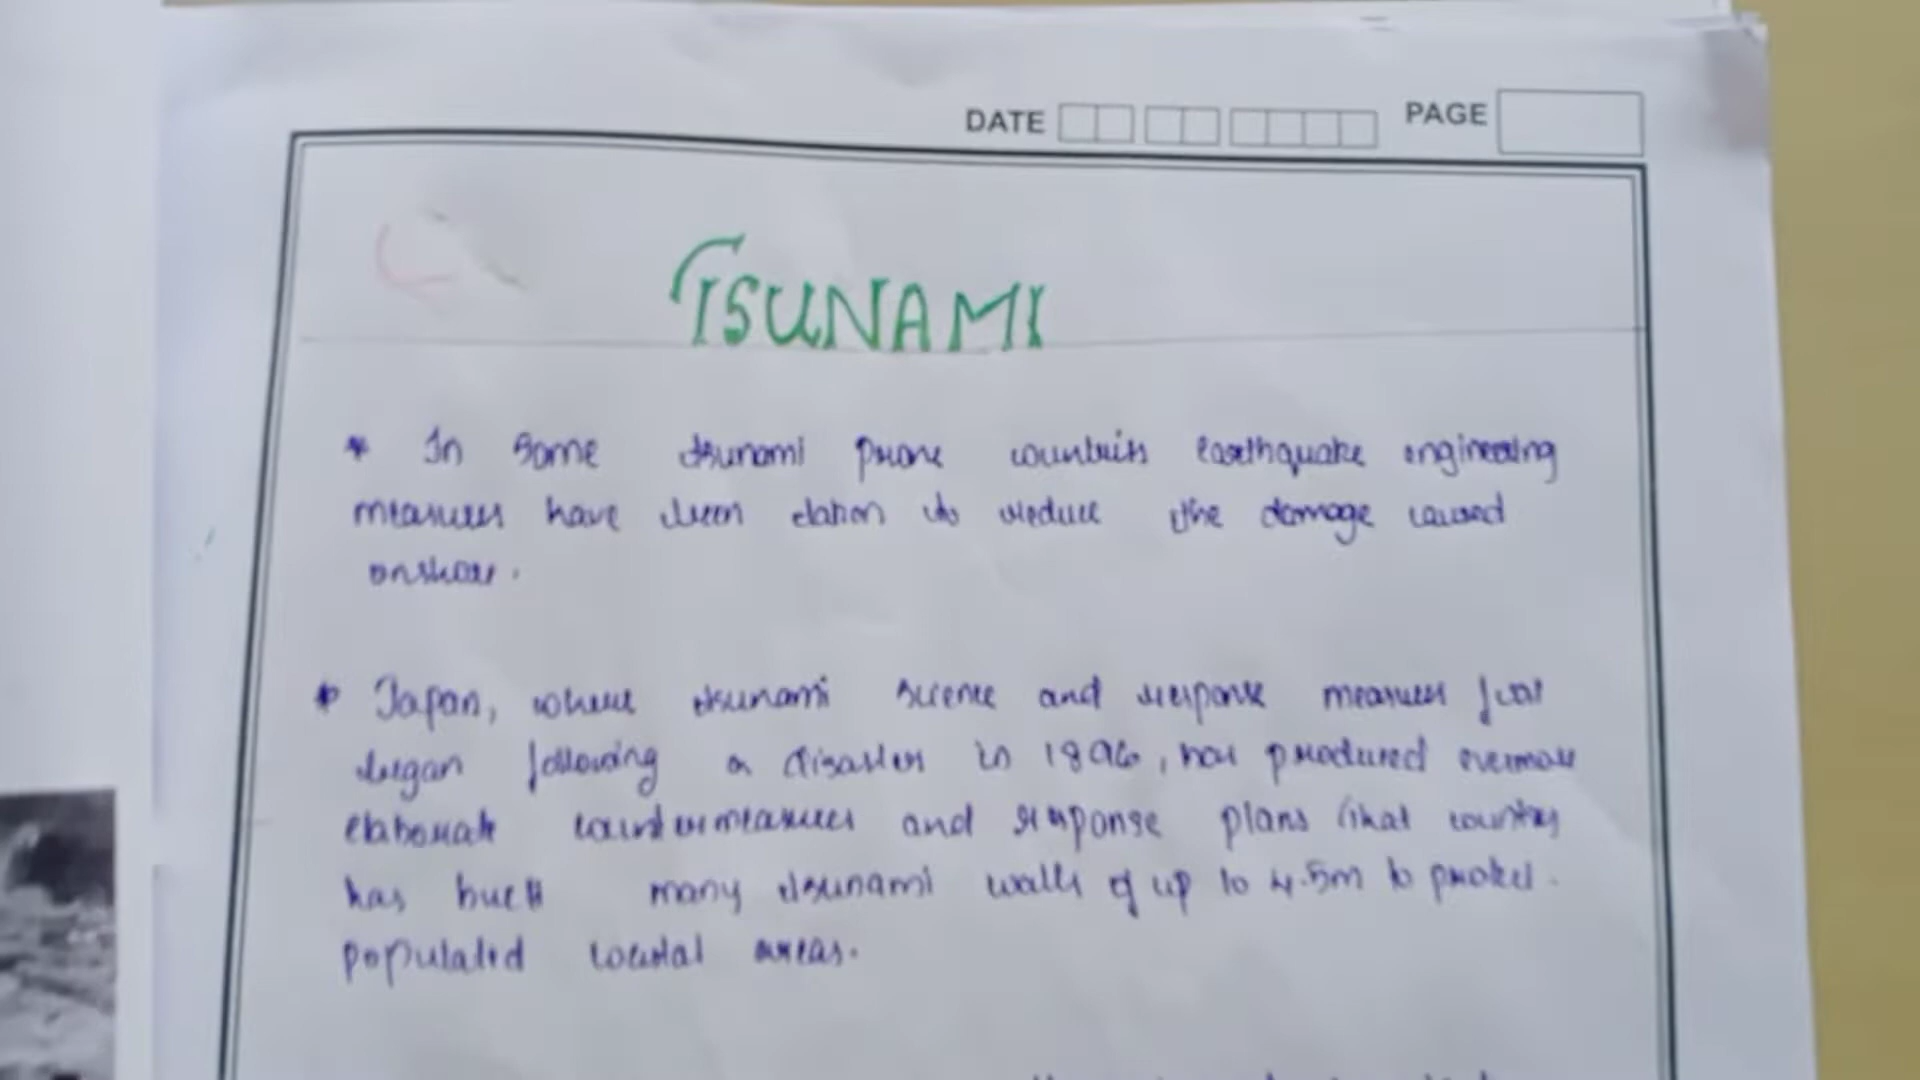 DATE PAGE
TSUNAMI
* In some tsunami prone countries earthquake engineering
measures have been taken to reduce the damage caused
onshore.
* Japan, where tsunami science and response measures first
began following a disaster in 1896, has produced evermore
elaborate countermeasures and response plans that country
has built many tsunami walls of up to 4.5m to protect
populated coastal areas.